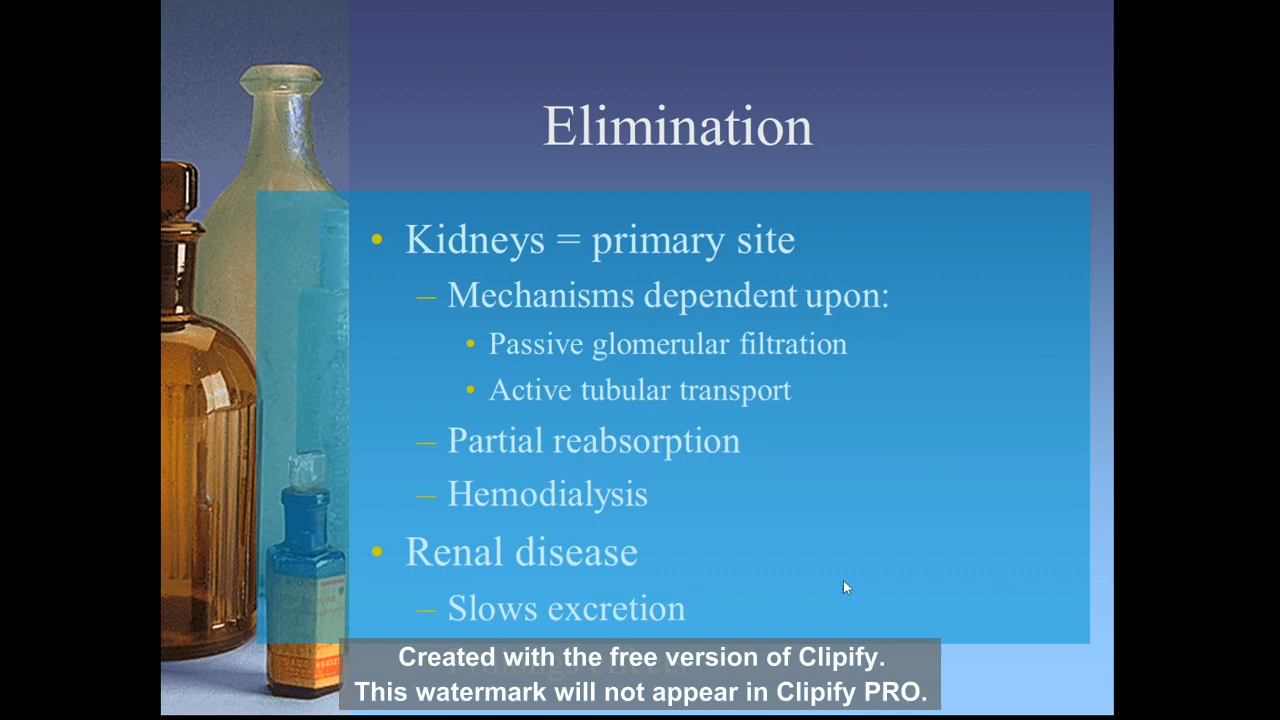 Elimination
• Kidneys = primary site
– Mechanisms dependent upon:
• Passive glomerular filtration
• Active tubular transport
– Partial reabsorption
– Hemodialysis
• Renal disease
– Slows excretion
Created with the free version of Clipify.
This watermark will not appear in Clipify PRO.